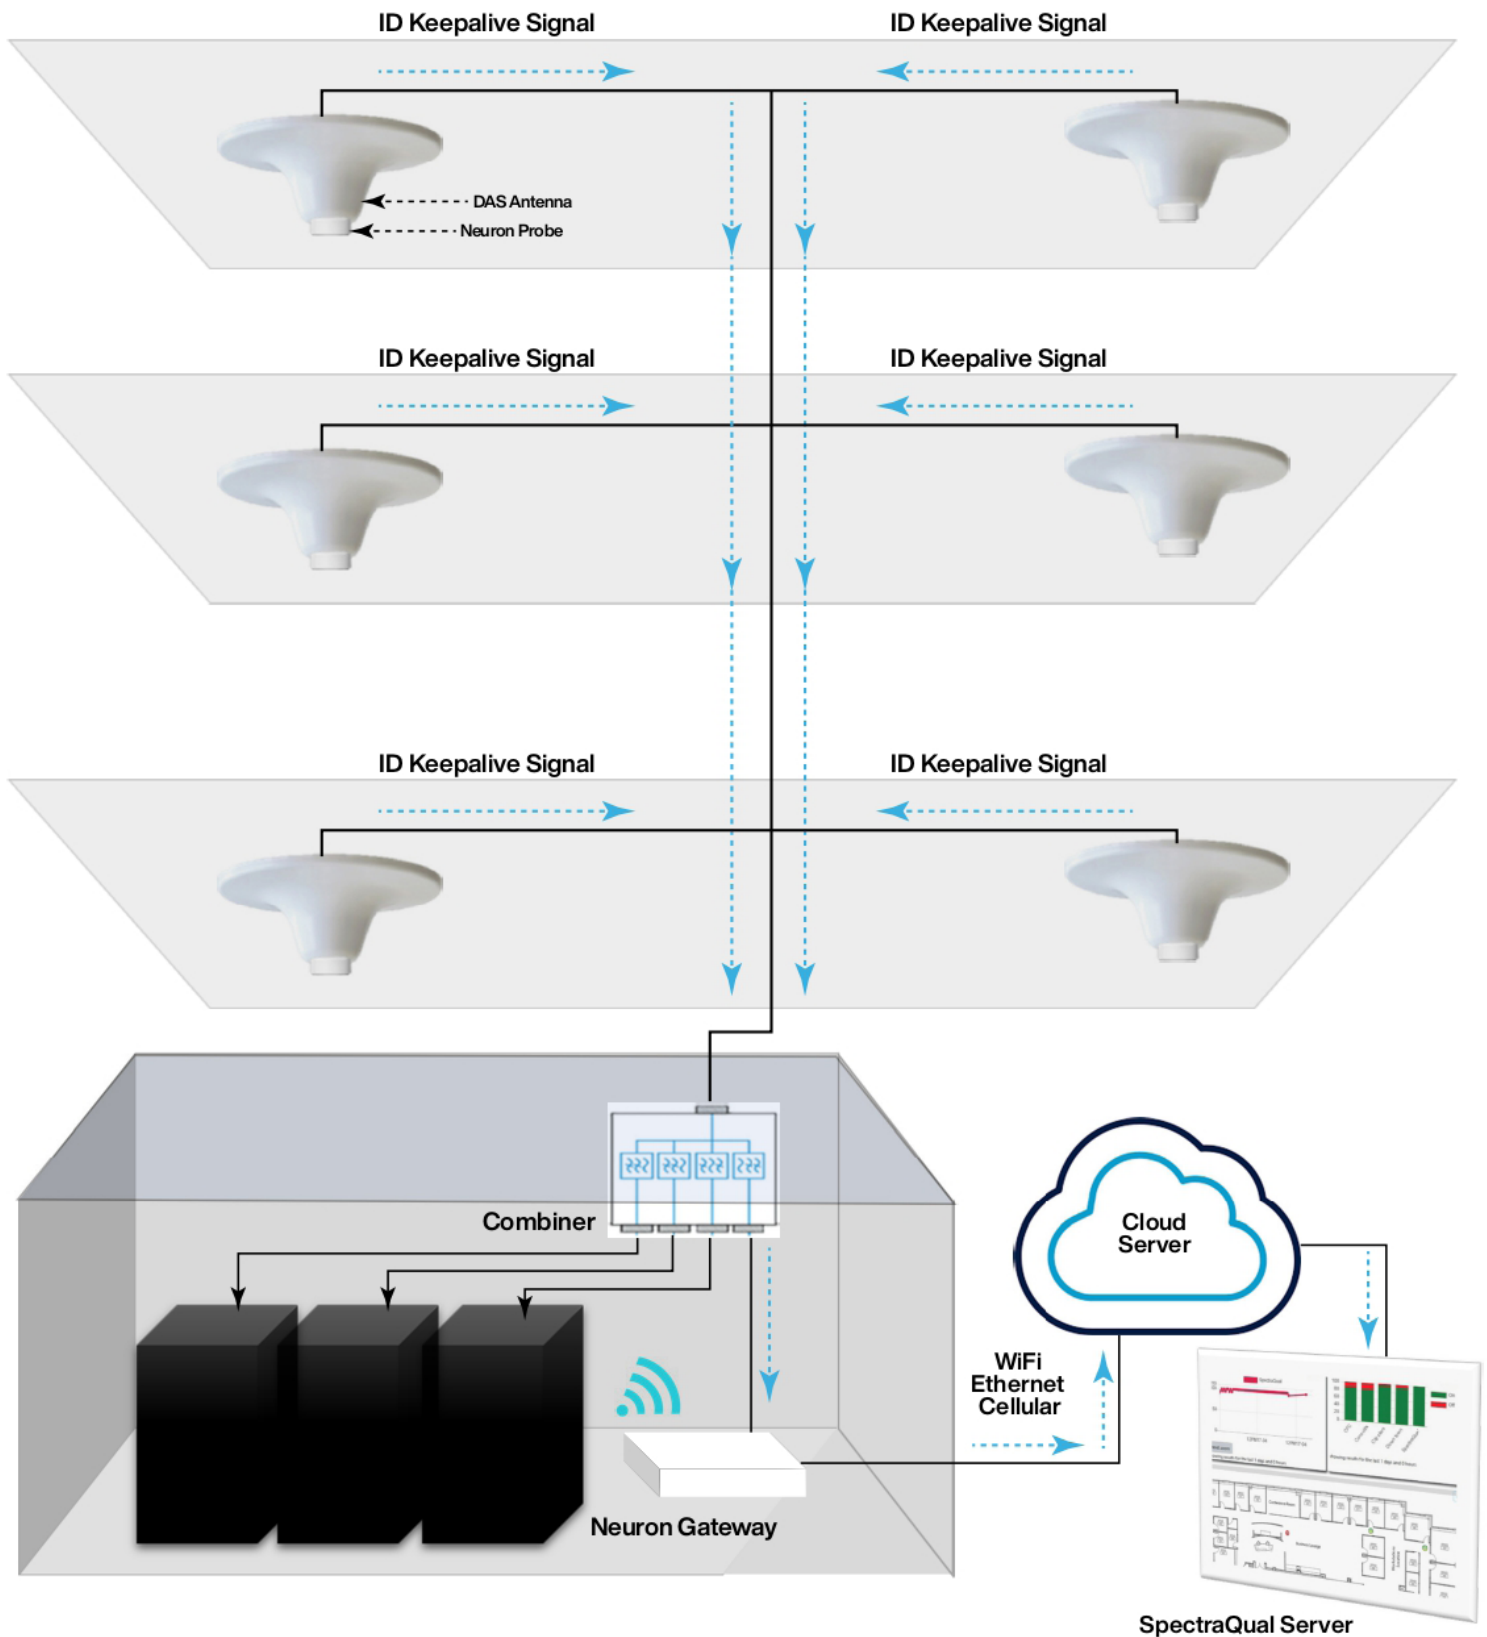 ID Keepalive Signal
ID Keepalive Signal
DAS Antenna
Neuron Probe
ID Keepalive Signal
ID Keepalive Signal
ID Keepalive Signal
ID Keepalive Signal
Combiner
Cloud
Server
WiFi
Ethernet
Cellular
Neuron Gateway
SpectraQual Server